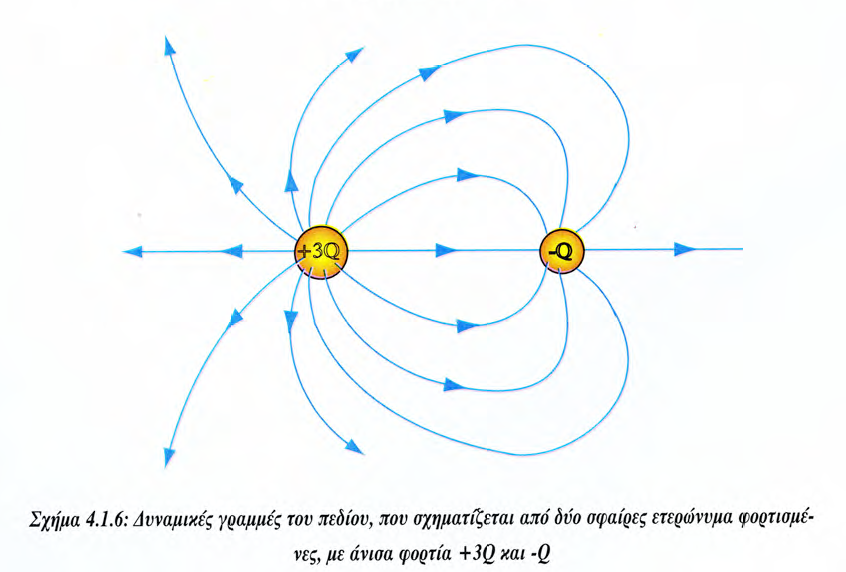 +3Q -Q
Σχήμα 4.1.6: Δυναμικές γραμμές του πεδίου, που σχηματίζεται από δύο σφαίρες ετερώνυμα φορτισμέ-
νες, με άνισα φορτία +3Q και -Q